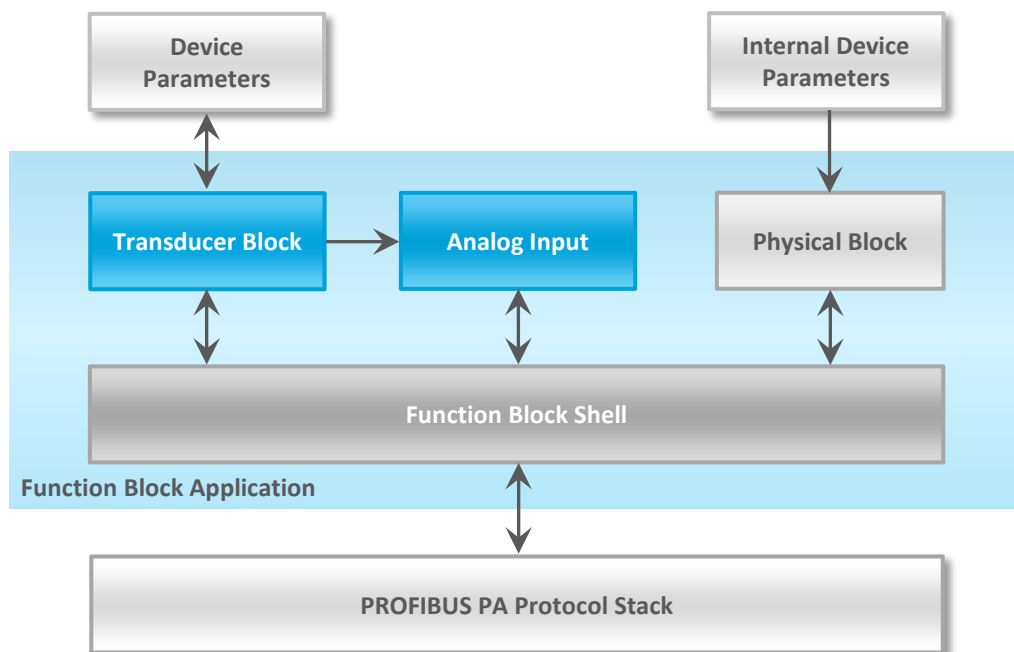 Device
Parameters
Internal Device
Parameters
Transducer Block
Analog Input
Physical Block
Function Block Shell
Function Block Application
PROFIBUS PA Protocol Stack